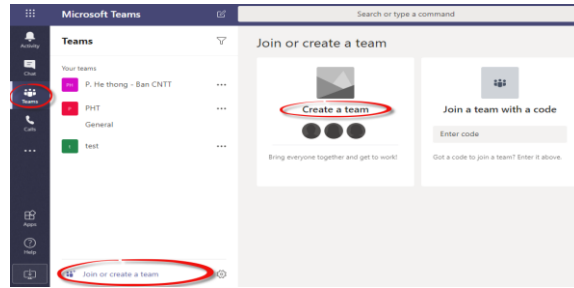 Microsoft Teams
Search or type a command
Activity
Chat
Teams
Calls
Apps
Help
Teams
Your teams
P. He thong - Ban CNTT
PHT
General
test
Join or create a team
Join or create a team
Create a team
Bring everyone together and get to work!
Join a team with a code
Enter code
Got a code to join a team? Enter it above.